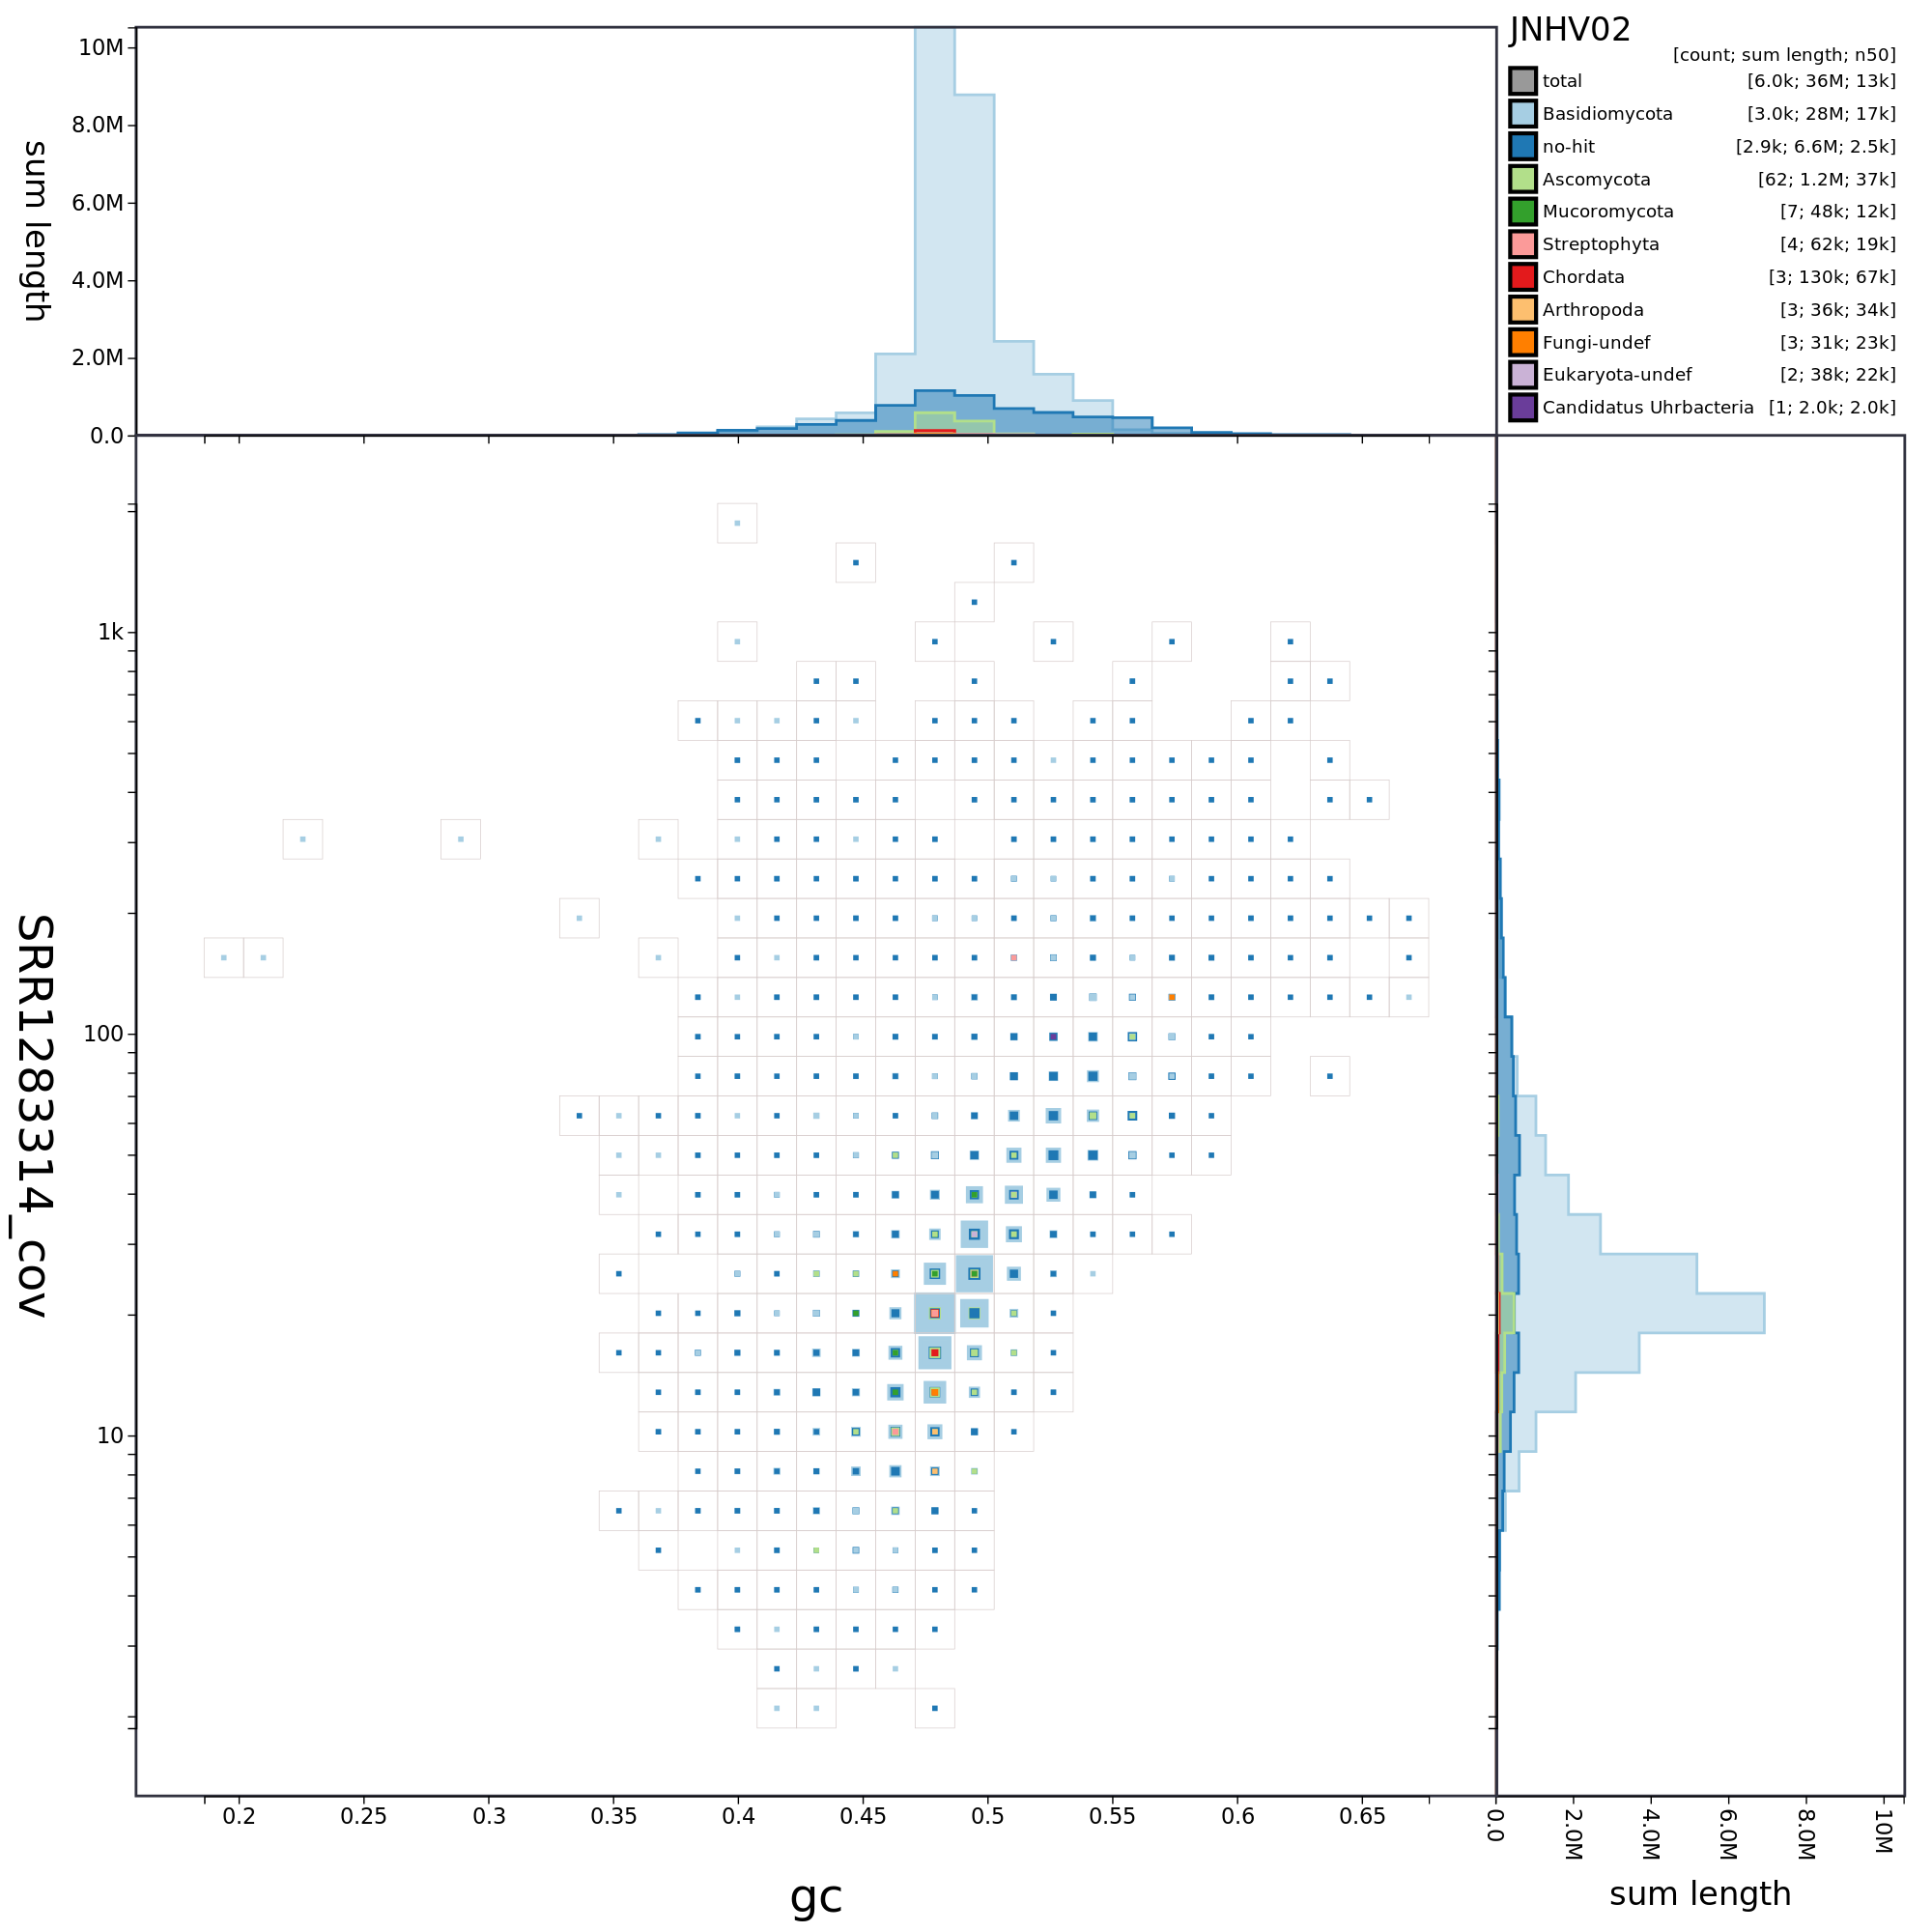 JNHV02
[count; sum length; n50]
total [6.0k; 36M; 13k]
Basidiomycota [3.0k; 28M; 17k]
no-hit [2.9k; 6.6M; 2.5k]
Ascomycota [62; 1.2M; 37k]
Mucoromycota [7; 48k; 12k]
Streptophyta [4; 62k; 19k]
Chordata [3; 130k; 67k]
Arthropoda [3; 36k; 34k]
Fungi-undef [3; 31k; 23k]
Eukaryota-undef [2; 38k; 22k]
Candidatus Uhrbacteria [1; 2.0k; 2.0k]
10M
8.0M
6.0M
4.0M
2.0M
0.0
sum length
1k
100
10
SRR1283314_cov
0.2 0.25 0.3 0.35 0.4 0.45 0.5 0.55 0.6 0.65
gc
0.0 2.0M 4.0M 6.0M 8.0M 10M
sum length